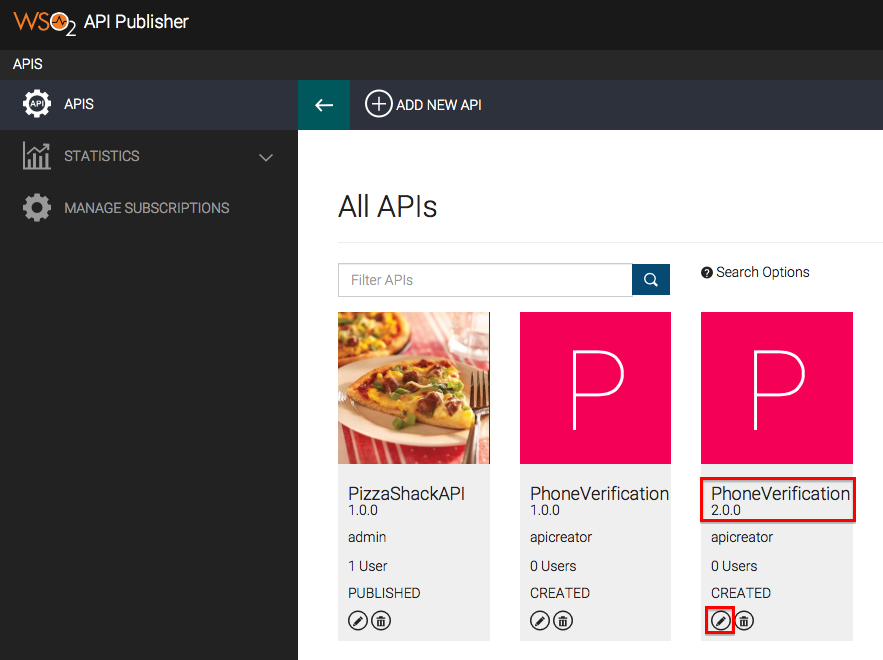 WSO2 API Publisher
APIS
API APIS
ADD NEW API
STATISTICS
MANAGE SUBSCRIPTIONS
All APIs
Filter APIs
? Search Options
P
P
PizzaShackAPI
1.0.0
admin
1 User
PUBLISHED
PhoneVerification
1.0.0
apicreator
0 Users
CREATED
PhoneVerification
2.0.0
apicreator
0 Users
CREATED